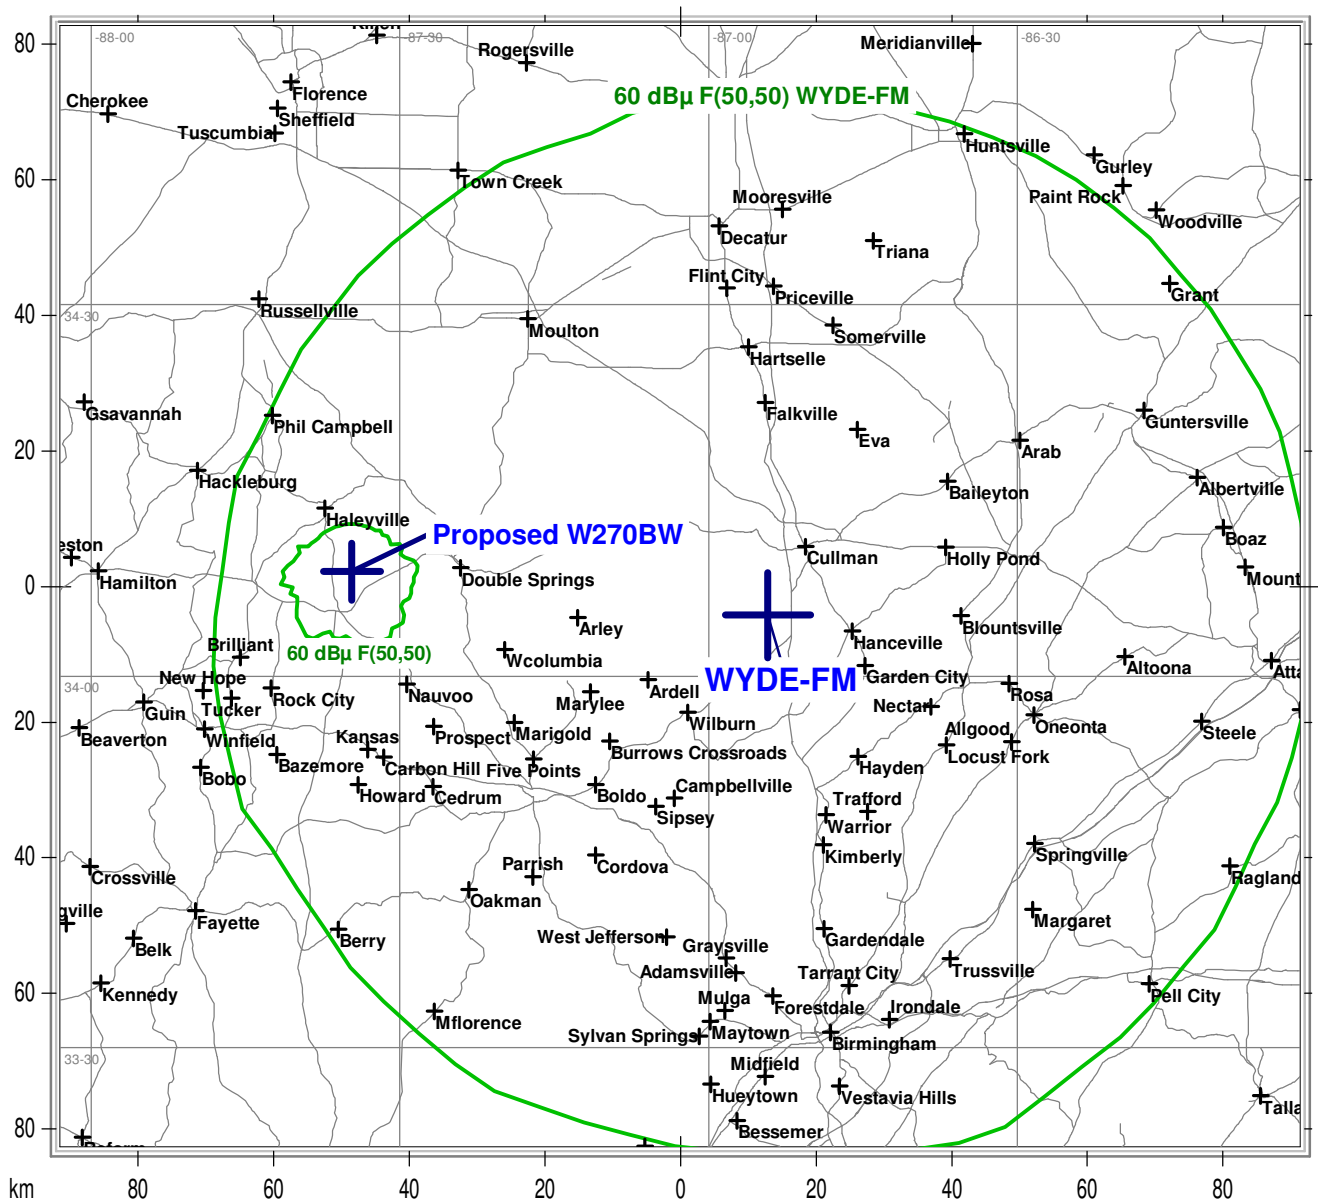 80
-88-00
-87-30
-87-00
-86-30
Rogersville
Meridianville
Florence
Cherokee
Sheffield
Tuscumbia
60 dBµ F(50,50) WYDE-FM
Huntsville
Gurley
60
Town Creek
Mooresville
Paint Rock
Woodville
Decatur
Triana
Flint City
Priceville
Grant
40
34-30
Russellville
Moulton
Somerville
Hartselle
Gsavannah
Phil Campbell
Falkville
Eva
Guntersville
20
Arab
Hackleburg
Baileyton
Albertville
Haleyville
Proposed W270BW
Boaz
eston
Cullman
Holly Pond
0
Hamilton
Double Springs
Mount
Arley
Blountsville
Brilliant
60 dBµ F(50,50)
Wcolumbia
Hanceville
Altoona
Atta
34-00
New Hope
Rock City
Nauvoo
Ardell
WYDE-FM
Garden City
Rosa
Guin
Tucker
Marylee
Wilburn
Nectar
20
Beaverton
Winfield
Kansas
Prospect
Marigold
Allgood
Oneonta
Steele
Bobo
Bazemore
Carbon Hill
Five Points
Burrows Crossroads
Hayden
Locust Fork
Howard
Cedrum
Boldo
Campbellville
Sipsey
Trafford
Warrior
40
Crossville
Parrish
Cordova
Kimberly
Springville
Ragland
Oakman
gville
Fayette
Belk
Berry
West Jefferson
Graysville
Gardendale
Margaret
60
Kennedy
Adamsville
Tarrant City
Trussville
Mulga
Forestdale
Irondale
Pell City
Mflorence
Sylvan Springs
Maytown
Birmingham
33-30
Midfield
Hueytown
Vestavia Hills
Talla
80
Bessemer
km
80
60
40
20
0
20
40
60
80